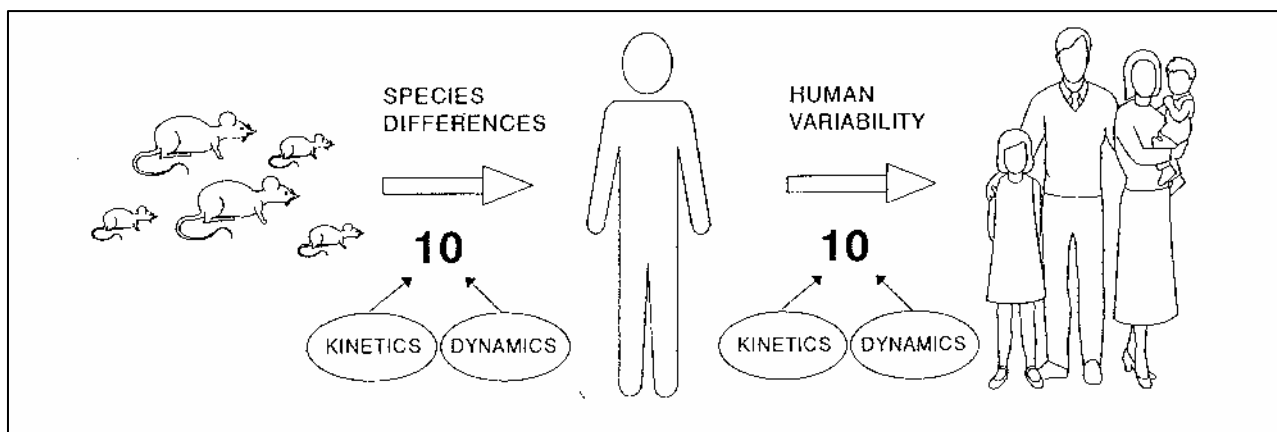 SPECIES
DIFFERENCES
10
KINETICS
DYNAMICS
HUMAN
VARIABILITY
10
KINETICS
DYNAMICS